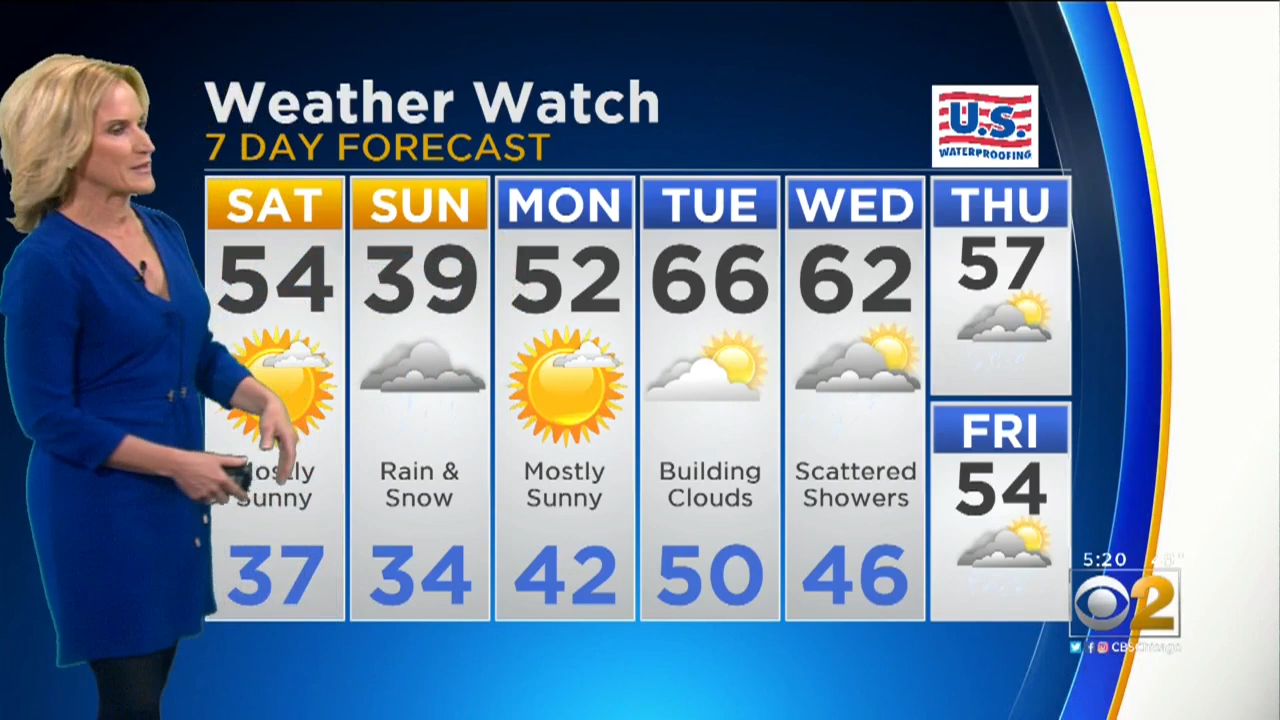 Weather Watch
7 DAY FORECAST
U.S.
WATERPROOFING
SAT
SUN
MON
TUE
WED
THU
54
39
52
66
62
57
Mostly
Sunny
Rain &
Snow
Mostly
Sunny
Building
Clouds
Scattered
Showers
37
34
42
50
46
FRI
54
5:20
2
CBSChicago